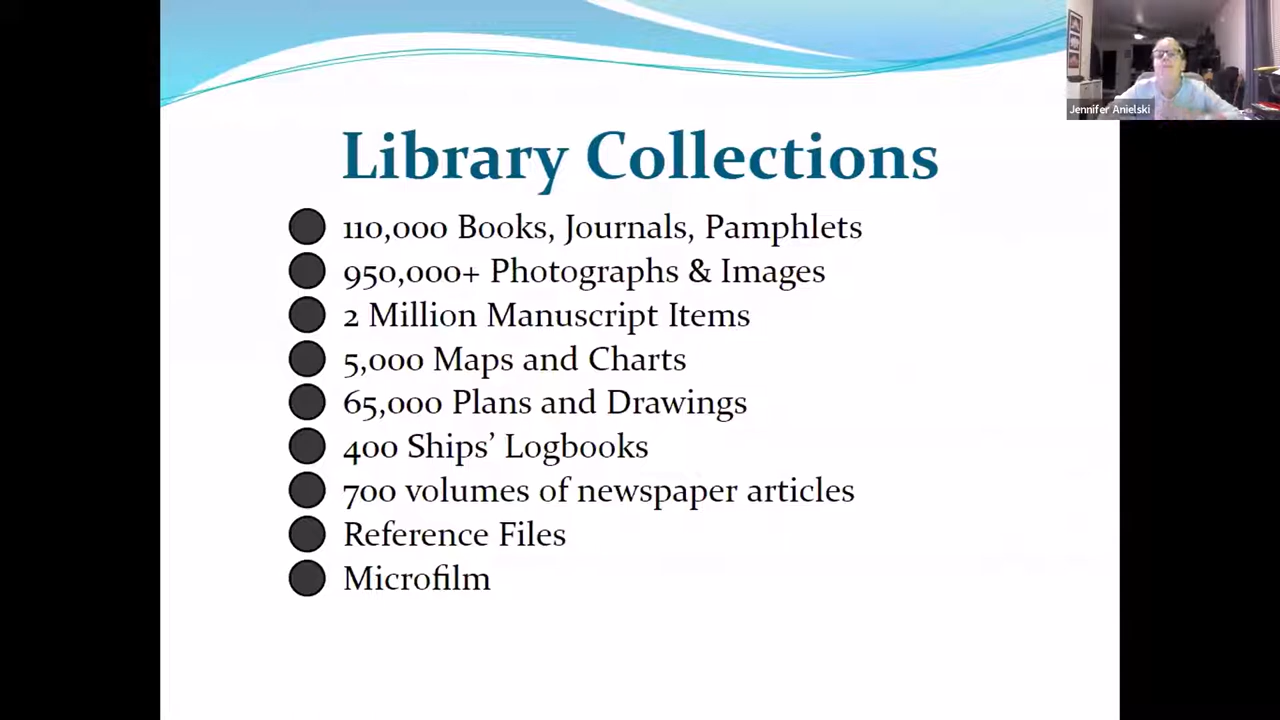 Jennifer Anielski
Library Collections
110,000 Books, Journals, Pamphlets
950,000+ Photographs & Images
2 Million Manuscript Items
5,000 Maps and Charts
65,000 Plans and Drawings
400 Ships’ Logbooks
700 volumes of newspaper articles
Reference Files
Microfilm